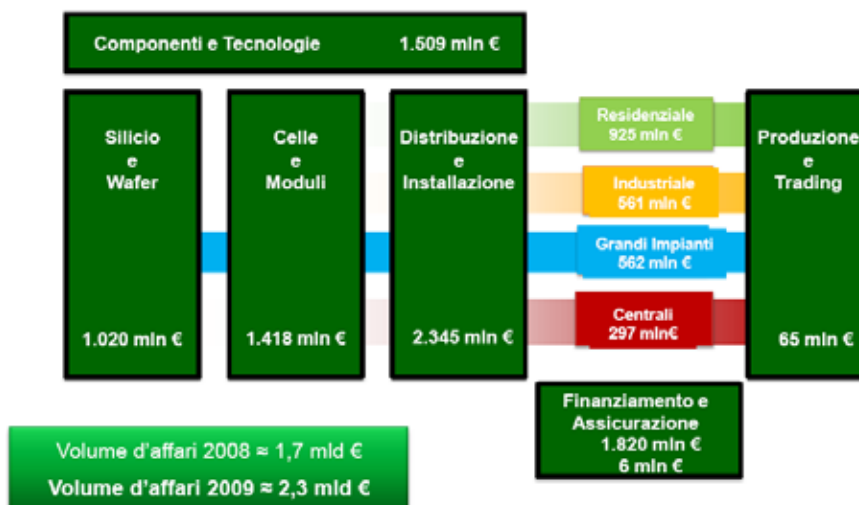 Componenti e Tecnologie 1.509 mln €
Silicio
e
Wafer
1.020 mln €
Celle
e
Moduli
1.418 mln €
Distribuzione
e
Installazione
2.345 mln €
Residenziale
925 mln €
Industriale
561 mln €
Grandi Impianti
562 mln €
Centrali
297 mln€
Produzione
e
Trading
65 mln €
Finanziamento e
Assicurazione
1.820 mln €
6 mln €
Volume d'affari 2008 ≈ 1,7 mld €
Volume d'affari 2009 ≈ 2,3 mld €